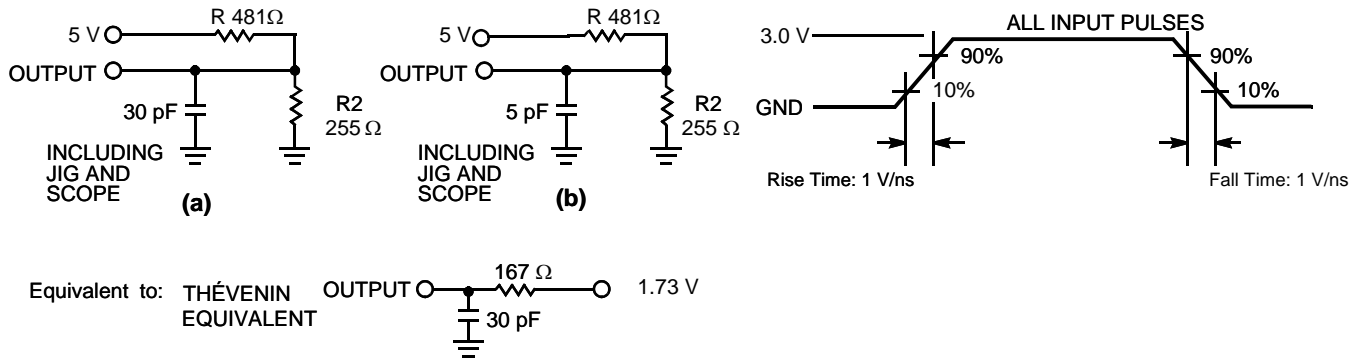 R 481Ω
5 V
OUTPUT
30 pF
R2
255 Ω
INCLUDING
JIG AND
SCOPE
(a)
R 481Ω
5 V
OUTPUT
5 pF
R2
255 Ω
INCLUDING
JIG AND
SCOPE
(b)
ALL INPUT PULSES
3.0 V
90%
10%
GND
90%
10%
Rise Time: 1 V/ns
Fall Time: 1 V/ns
Equivalent to: THÉVENIN
EQUIVALENT
OUTPUT
167 Ω
1.73 V
30 pF